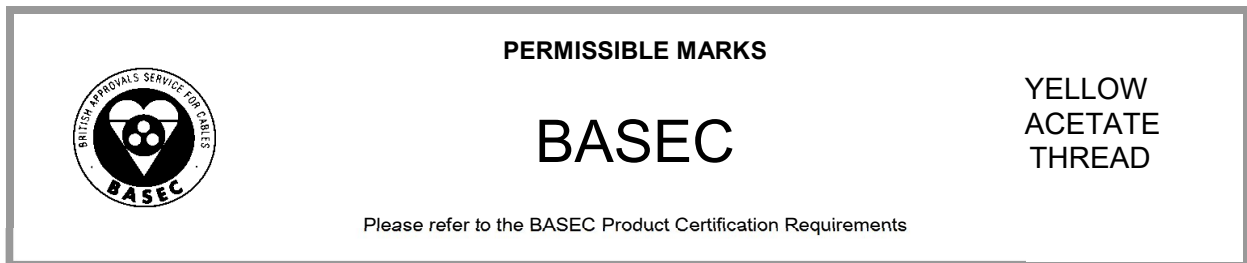 PERMISSIBLE MARKS
BRITISH APPROVALS SERVICE FOR CABLES
· BASEC ·
BASEC
YELLOW
ACETATE
THREAD
Please refer to the BASEC Product Certification Requirements